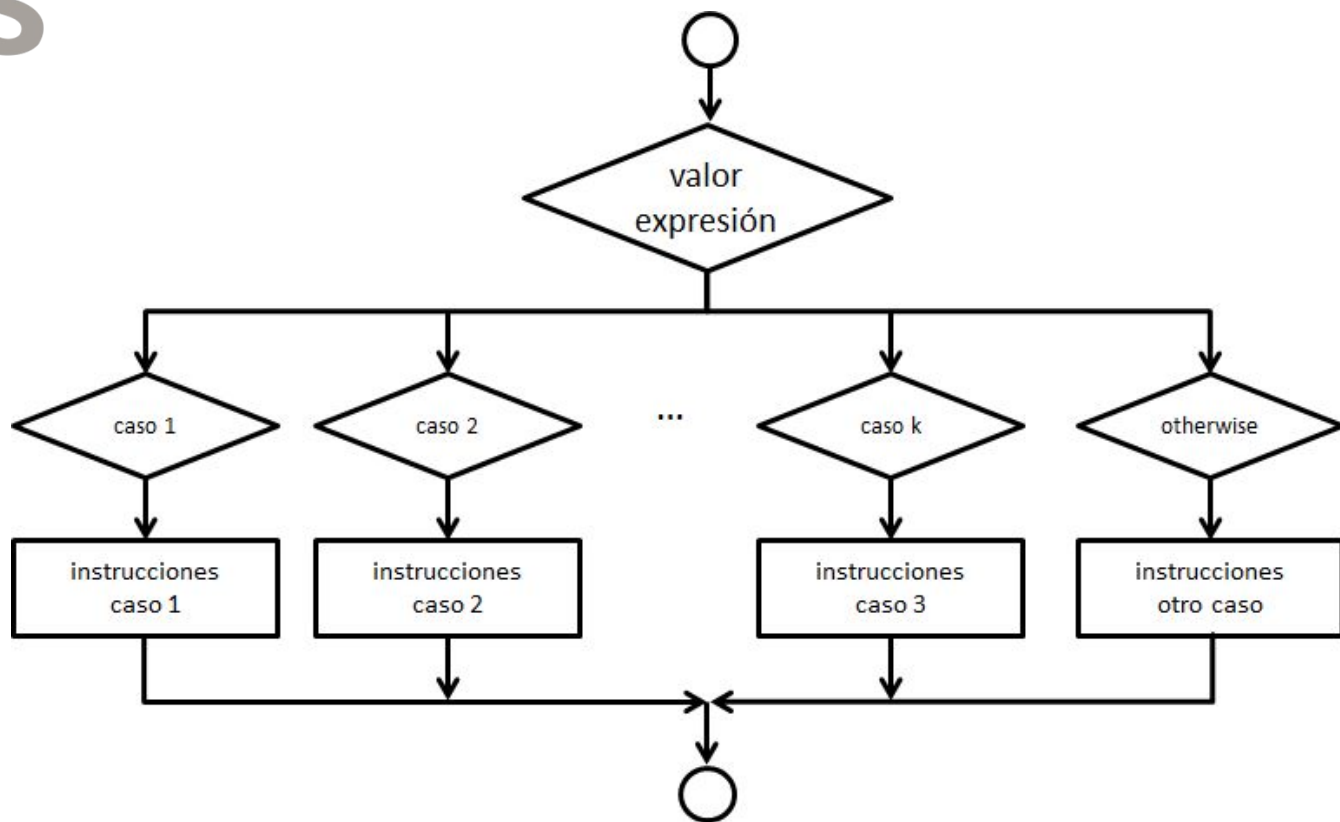 s
valor
expresión
caso 1
caso 2
...
caso k
otherwise
instrucciones
caso 1
instrucciones
caso 2
instrucciones
caso 3
instrucciones
otro caso